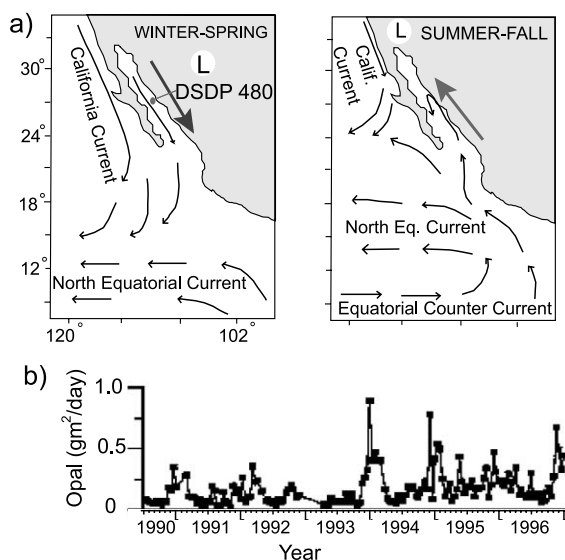 a)
WINTER-SPRING
L
DSDP 480
California Current
30°
24°
18°
12°
North Equatorial Current
120°
102°
L
SUMMER-FALL
Calif.
Current
North Eq. Current
Equatorial Counter Current
b)
Opal (gm²/day)
1.0
0.5
0
1990 1991 1992 1993 1994 1995 1996
Year